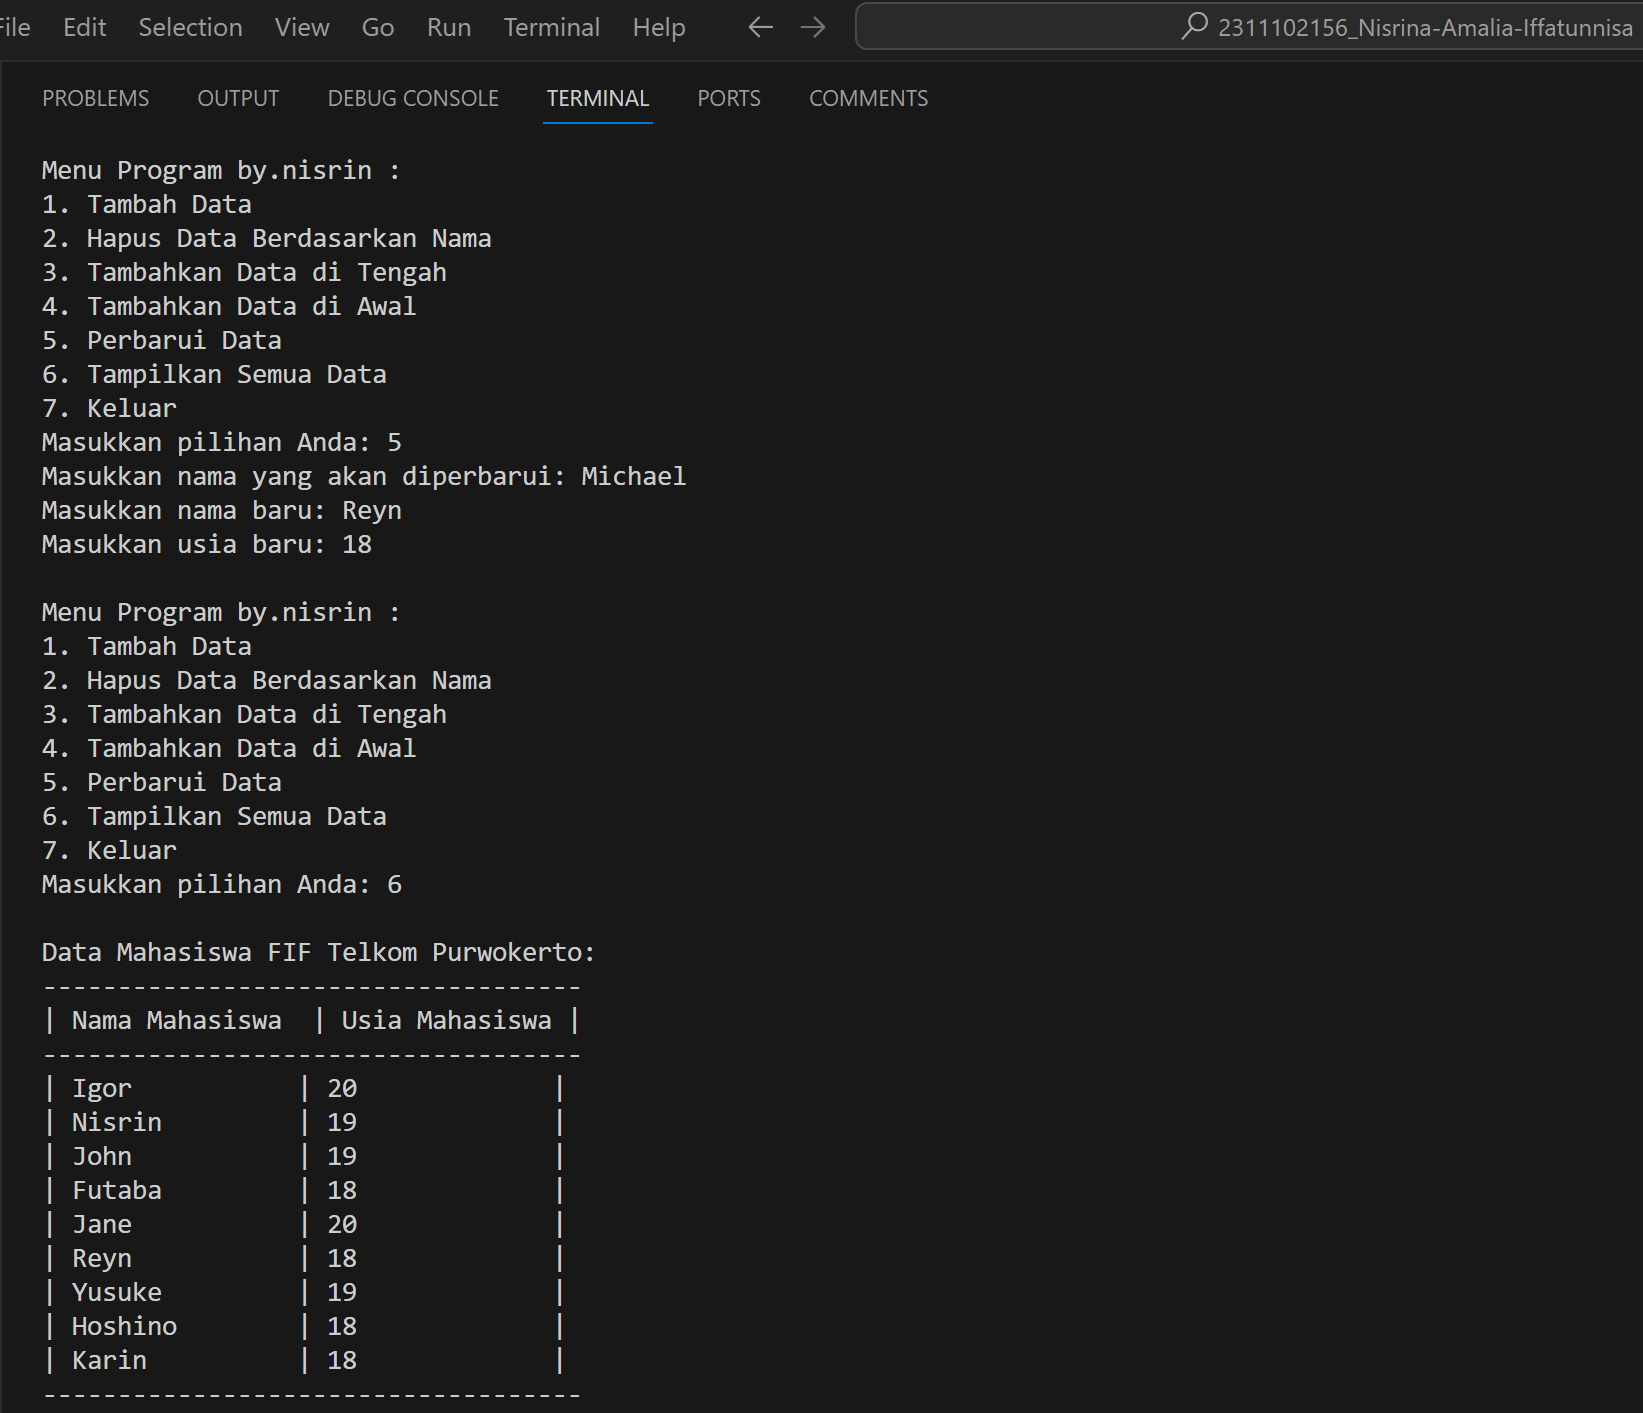 File Edit Selection View Go Run Terminal Help ← → 2311102156_Nisrina-Amalia-Iffatunnisa
PROBLEMS OUTPUT DEBUG CONSOLE TERMINAL PORTS COMMENTS
Menu Program by.nisrin :
1. Tambah Data
2. Hapus Data Berdasarkan Nama
3. Tambahkan Data di Tengah
4. Tambahkan Data di Awal
5. Perbarui Data
6. Tampilkan Semua Data
7. Keluar
Masukkan pilihan Anda: 5
Masukkan nama yang akan diperbarui: Michael
Masukkan nama baru: Reyn
Masukkan usia baru: 18

Menu Program by.nisrin :
1. Tambah Data
2. Hapus Data Berdasarkan Nama
3. Tambahkan Data di Tengah
4. Tambahkan Data di Awal
5. Perbarui Data
6. Tampilkan Semua Data
7. Keluar
Masukkan pilihan Anda: 6

Data Mahasiswa FIF Telkom Purwokerto:
------------------------------------
| Nama Mahasiswa  | Usia Mahasiswa |
------------------------------------
| Igor           | 20             |
| Nisrin         | 19             |
| John           | 19             |
| Futaba         | 18             |
| Jane           | 20             |
| Reyn           | 18             |
| Yusuke         | 19             |
| Hoshino        | 18             |
| Karin          | 18             |
------------------------------------